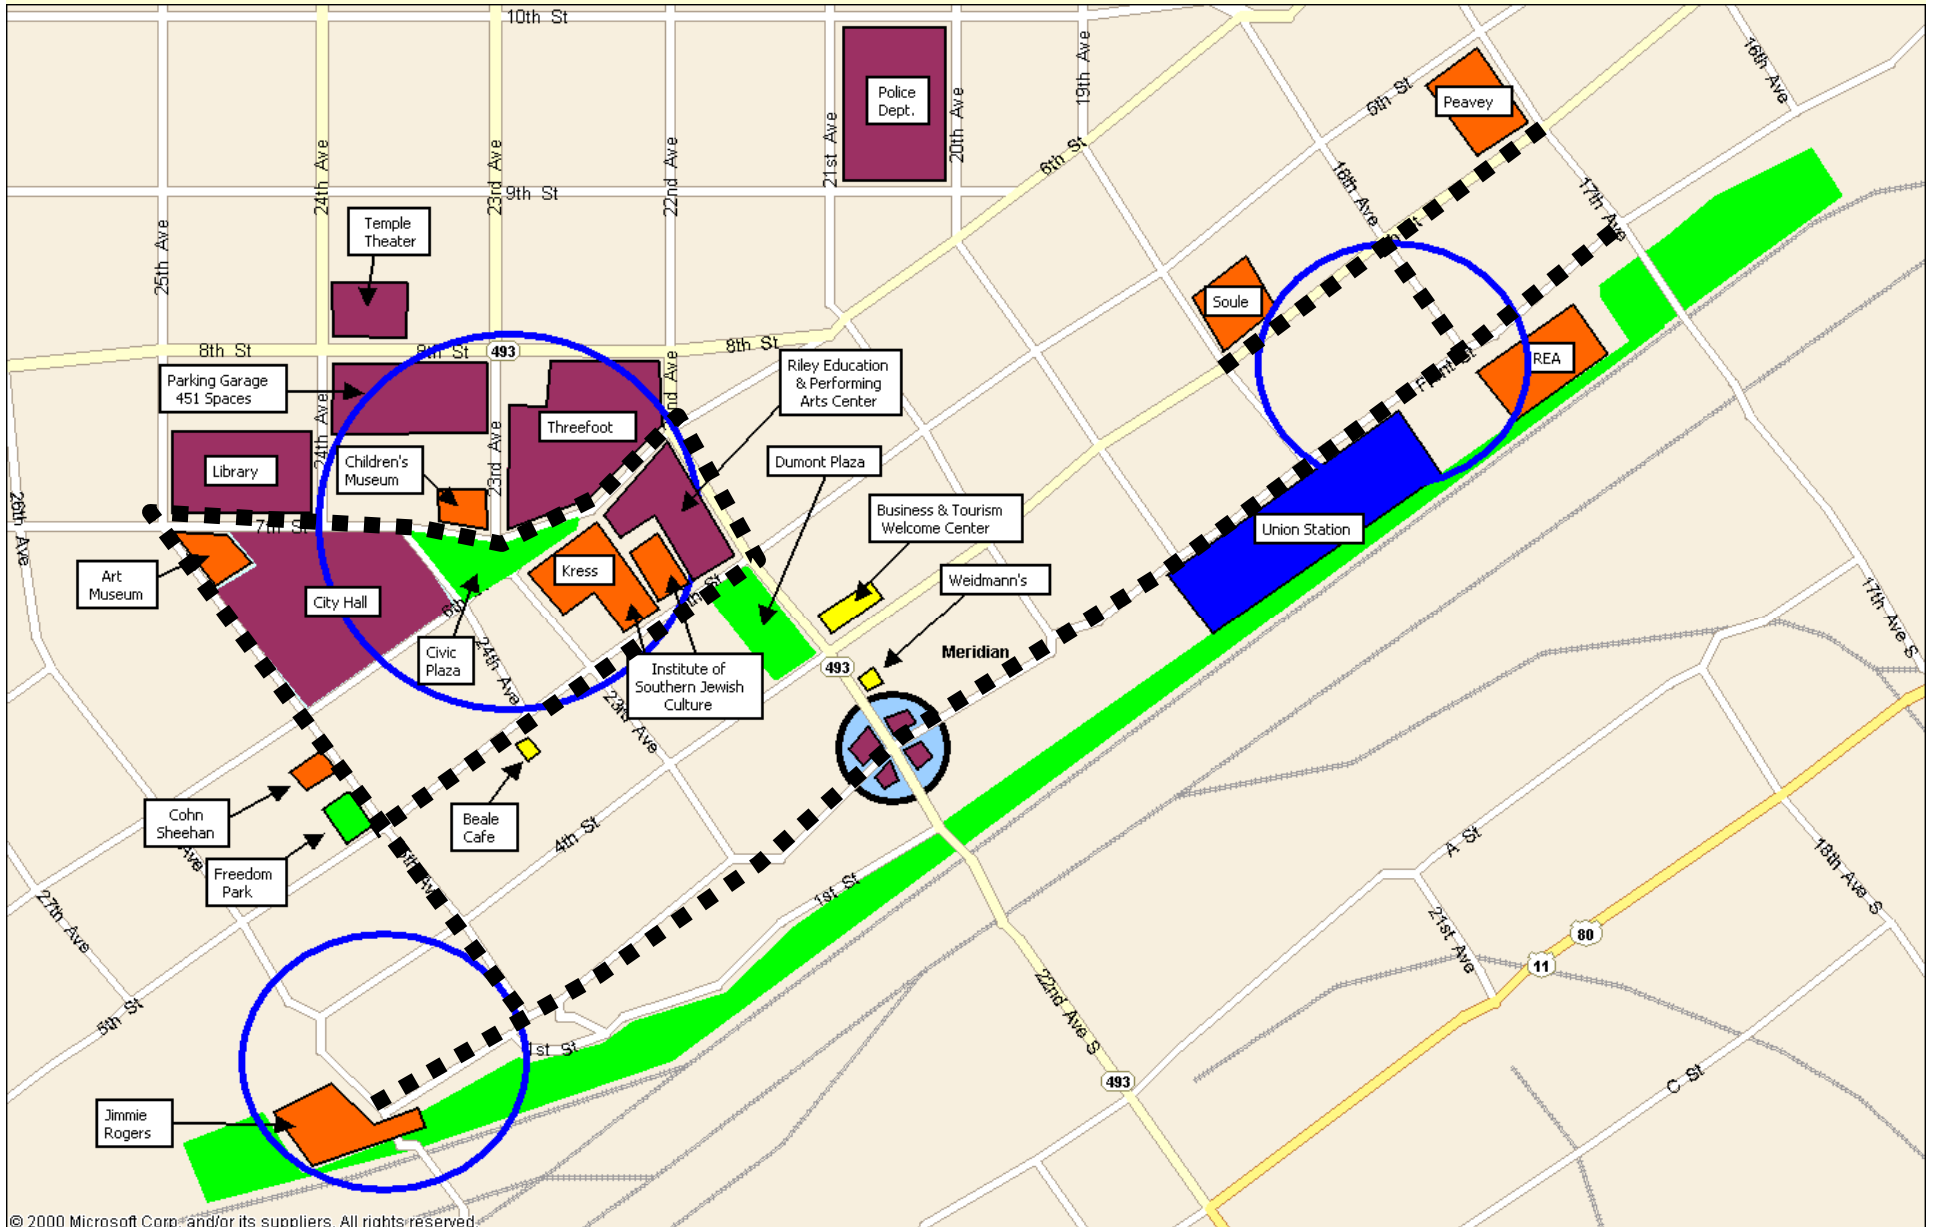 10th St
Police
Dept.
19th Ave
16th Ave
5th St
Peavey
20th Ave
21st Ave
22nd Ave
23rd Ave
24th Ave
6th St
16th Ave
17th Ave
9th St
25th Ave
Temple
Theater
Soule
8th St
8th St
493
8th St
Front St
REA
Parking Garage
451 Spaces
Riley Education
& Performing
Arts Center
Threefoot
24th Ave
23rd Ave
Library
Children's
Museum
Dumont Plaza
26th Ave
7th St
Business & Tourism
Welcome Center
Union Station
Art
Museum
Kress
Weidmann's
City Hall
6th
17th Ave S
Civic
Plaza
24th Ave
Institute of
Southern Jewish
Culture
493
Meridian
23rd Ave
Cohn
Sheehan
Beale
Cafe
4th St
A St
Ave
Freedom
Park
1st St
18th Ave S
27th Ave
21st Ave
80
11
5th St
22nd Ave S
1st St
493
C St
Jimmie
Rogers
© 2000 Microsoft Corp. and/or its suppliers. All rights reserved.